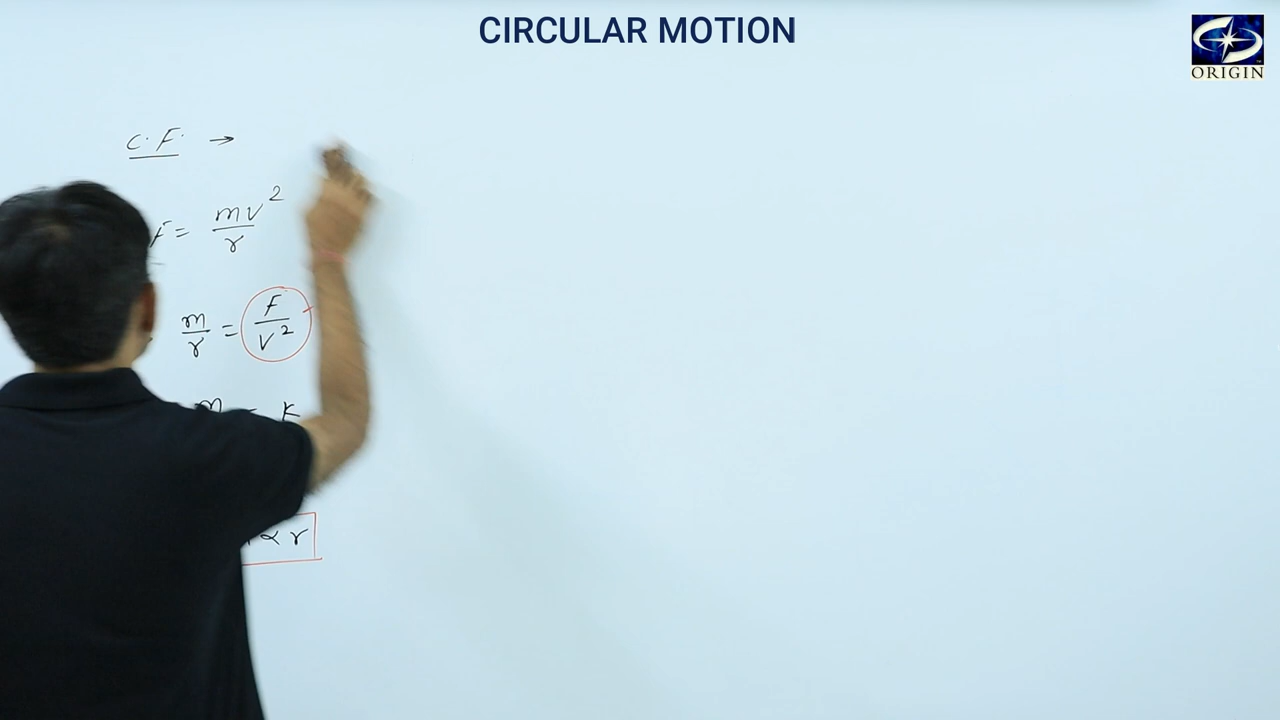 CIRCULAR MOTION
ORIGIN
C.F. →
F = mv²/r
m/r = F/v²
m = K
∝ r